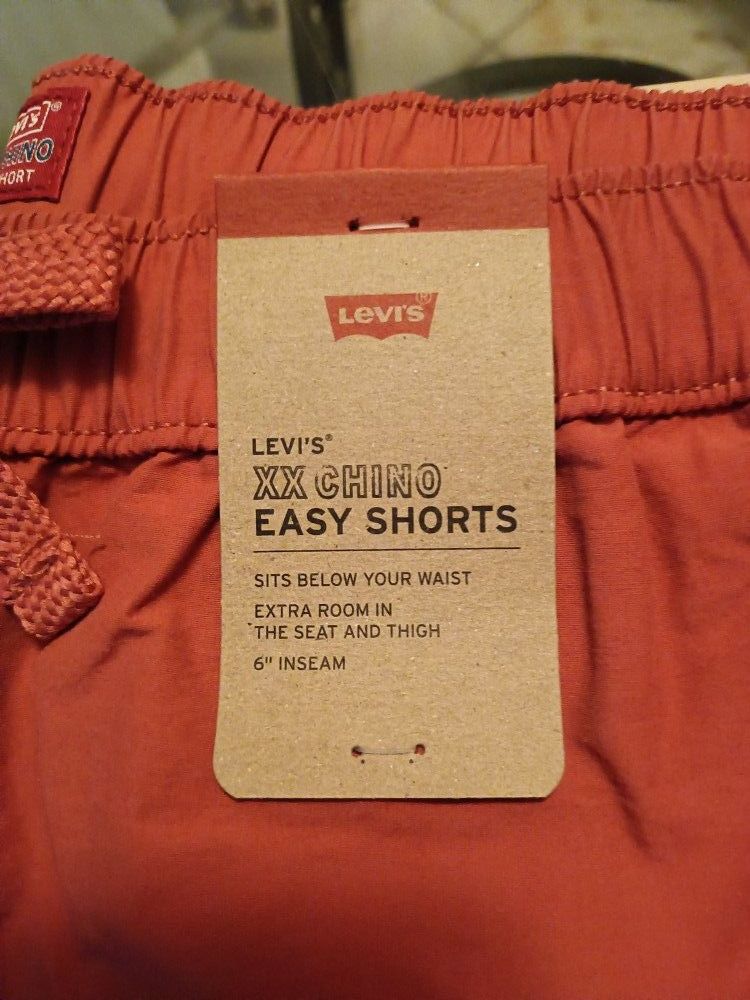 HORT
LEVI'S®
LEVI'S®
XX CHINO
EASY SHORTS
SITS BELOW YOUR WAIST
EXTRA ROOM IN
THE SEAT AND THIGH
6" INSEAM